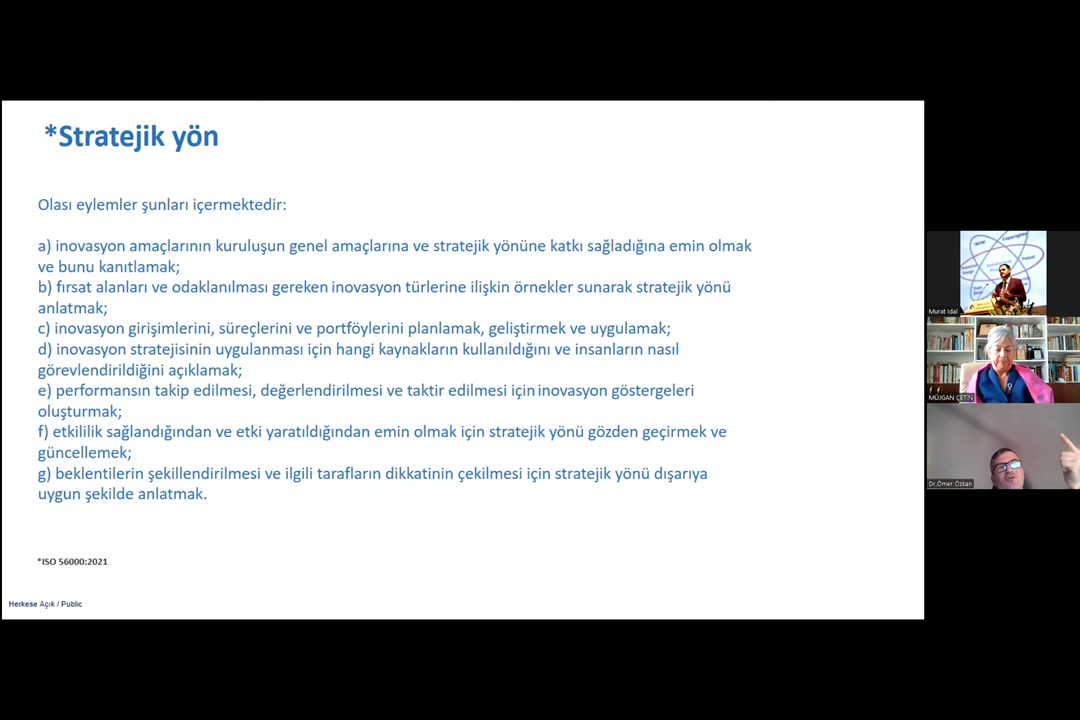 *Stratejik yön
Olası eylemler şunları içermektedir:
a) inovasyon amaçlarının kuruluşun genel amaçlarına ve stratejik yönüne katkı sağladığına emin olmak
ve bunu kanıtlamak;
b) fırsat alanları ve odaklanılması gereken inovasyon türlerine ilişkin örnekler sunarak stratejik yönü
anlatmak;
c) inovasyon girişimlerini, süreçlerini ve portföylerini planlamak, geliştirmek ve uygulamak;
d) inovasyon stratejisinin uygulanması için hangi kaynakların kullanıldığını ve insanların nasıl
görevlendirildiğini açıklamak;
e) performansın takip edilmesi, değerlendirilmesi ve taktir edilmesi için inovasyon göstergeleri
oluşturmak;
f) etkililik sağlandığından ve etki yaratıldığından emin olmak için stratejik yönü gözden geçirmek ve
güncellemek;
g) beklentilerin şekillendirilmesi ve ilgili tarafların dikkatinin çekilmesi için stratejik yönü dışarıya
uygun şekilde anlatmak.
*ISO 56000:2021
Herkese Açık / Public
Murat Idal
MÜJGAN ÇETİN
Dr.Ömer Özkan